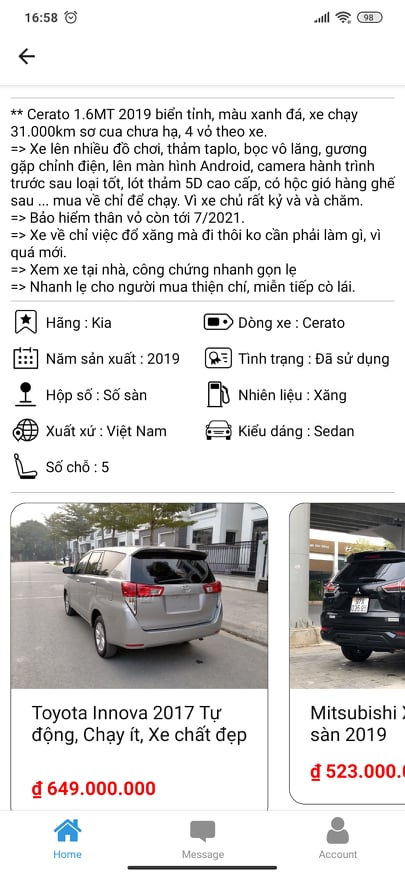 16:58
98
** Cerato 1.6MT 2019 biển tỉnh, màu xanh đá, xe chạy
31.000km sơ cua chưa hạ, 4 vỏ theo xe.
=> Xe lên nhiều đồ chơi, thảm taplo, bọc vô lăng, gương
gập chỉnh điện, lên màn hình Android, camera hành trình
trước sau loại tốt, lót thảm 5D cao cấp, có hộc gió hàng ghế
sau ... mua về chỉ để chạy. Vì xe chủ rất kỷ và và chăm.
=> Bảo hiểm thân vỏ còn tới 7/2021.
=> Xe về chỉ việc đổ xăng mà đi thôi ko cần phải làm gì, vì
quá mới.
=> Xem xe tại nhà, công chứng nhanh gọn lẹ
=> Nhanh lẹ cho người mua thiện chí, miễn tiếp cò lái.
Hãng : Kia
Dòng xe : Cerato
Năm sản xuất : 2019
Tình trạng : Đã sử dụng
Hộp số : Số sàn
Nhiên liệu : Xăng
Xuất xứ : Việt Nam
Kiểu dáng : Sedan
Số chỗ : 5
Toyota Innova 2017 Tự
động, Chạy ít, Xe chất đẹp
₫ 649.000.000
Mitsubishi
sàn 2019
₫ 523.000.
Home
Message
Account